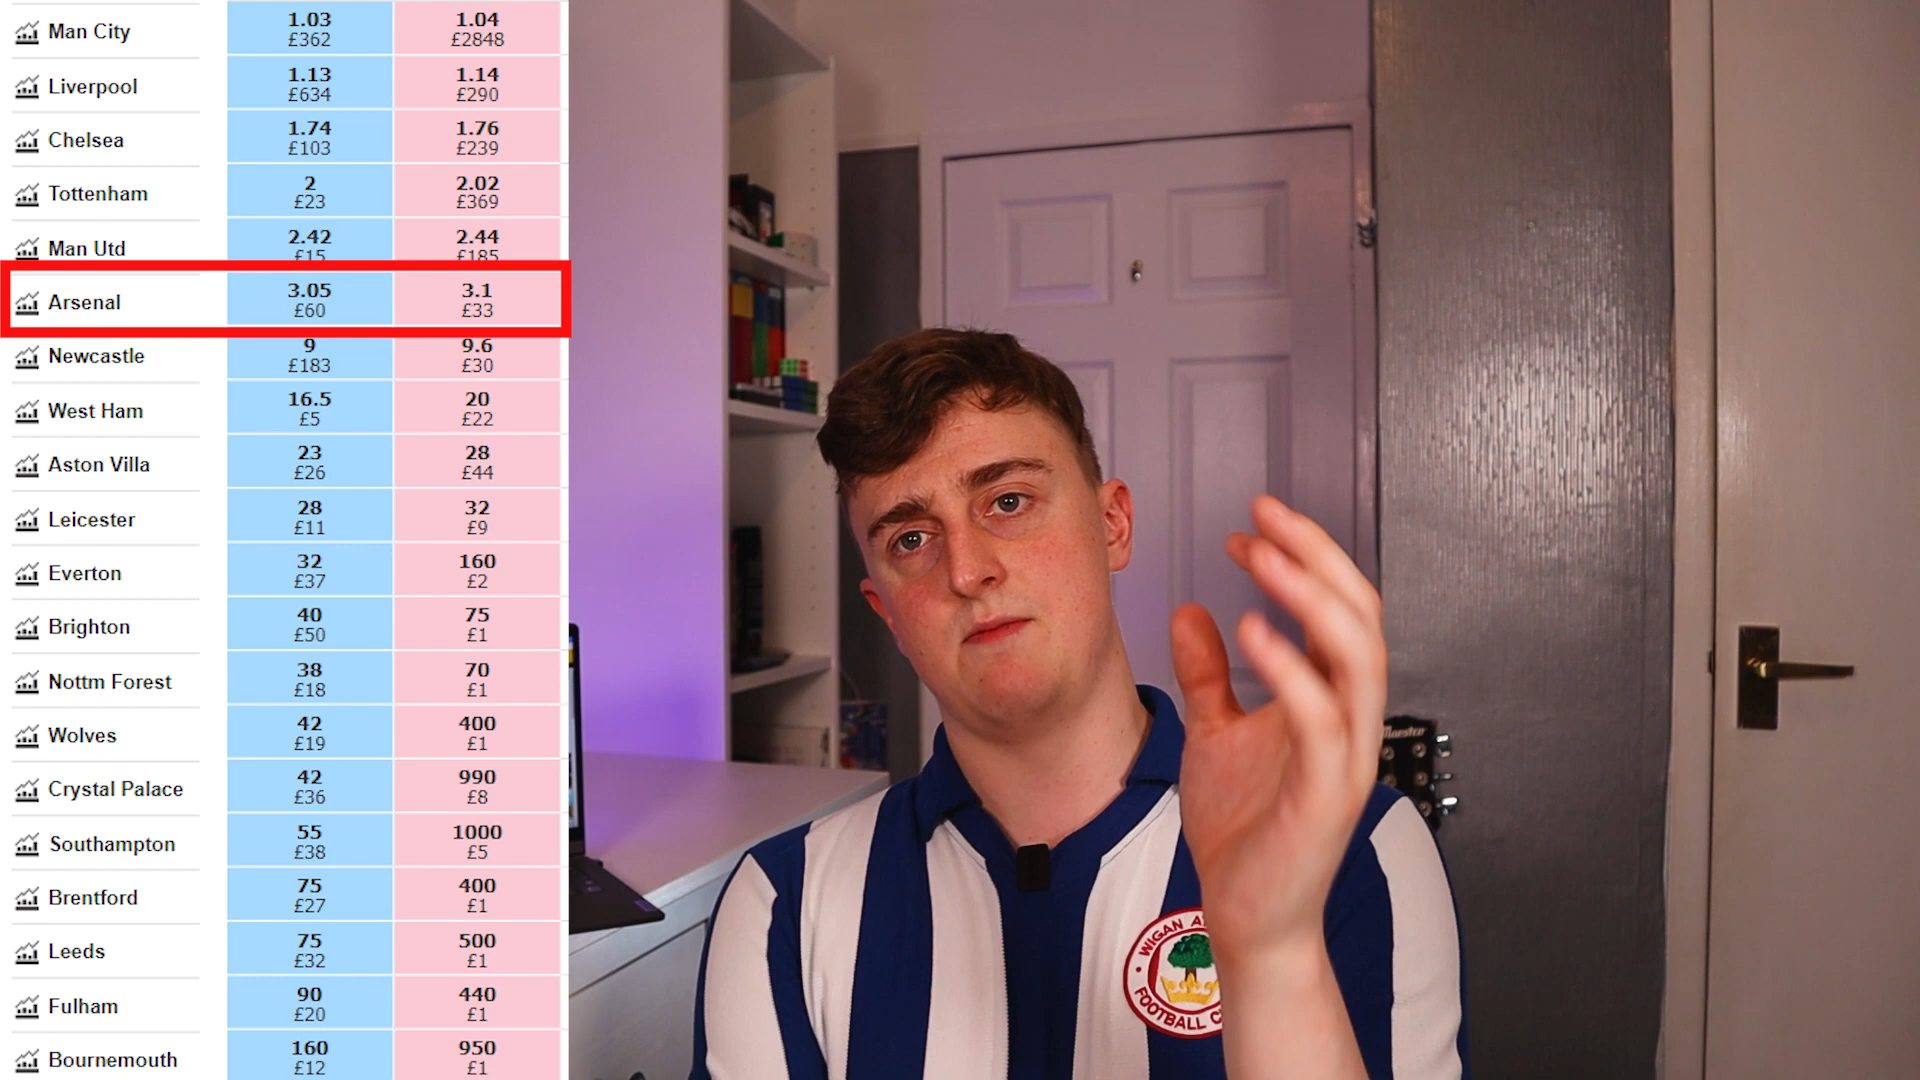 Man City 1.03 1.04
£362 £2848
Liverpool 1.13 1.14
£634 £290
Chelsea 1.74 1.76
£103 £239
Tottenham 2 2.02
£23 £369
Man Utd 2.42 2.44
£15 £185
Arsenal 3.05 3.1
£60 £33
Newcastle 9 9.6
£183 £30
West Ham 16.5 20
£5 £22
Aston Villa 23 28
£26 £44
Leicester 28 32
£11 £9
Everton 32 160
£37 £2
Brighton 40 75
£50 £1
Nottm Forest 38 70
£18 £1
Wolves 42 400
£19 £1
Crystal Palace 42 990
£36 £8
Southampton 55 1000
£38 £5
Brentford 75 400
£27 £1
Leeds 75 500
£32 £1
Fulham 90 440
£20 £1
Bournemouth 160 950
£12 £1
WIGAN
FOOTBALL